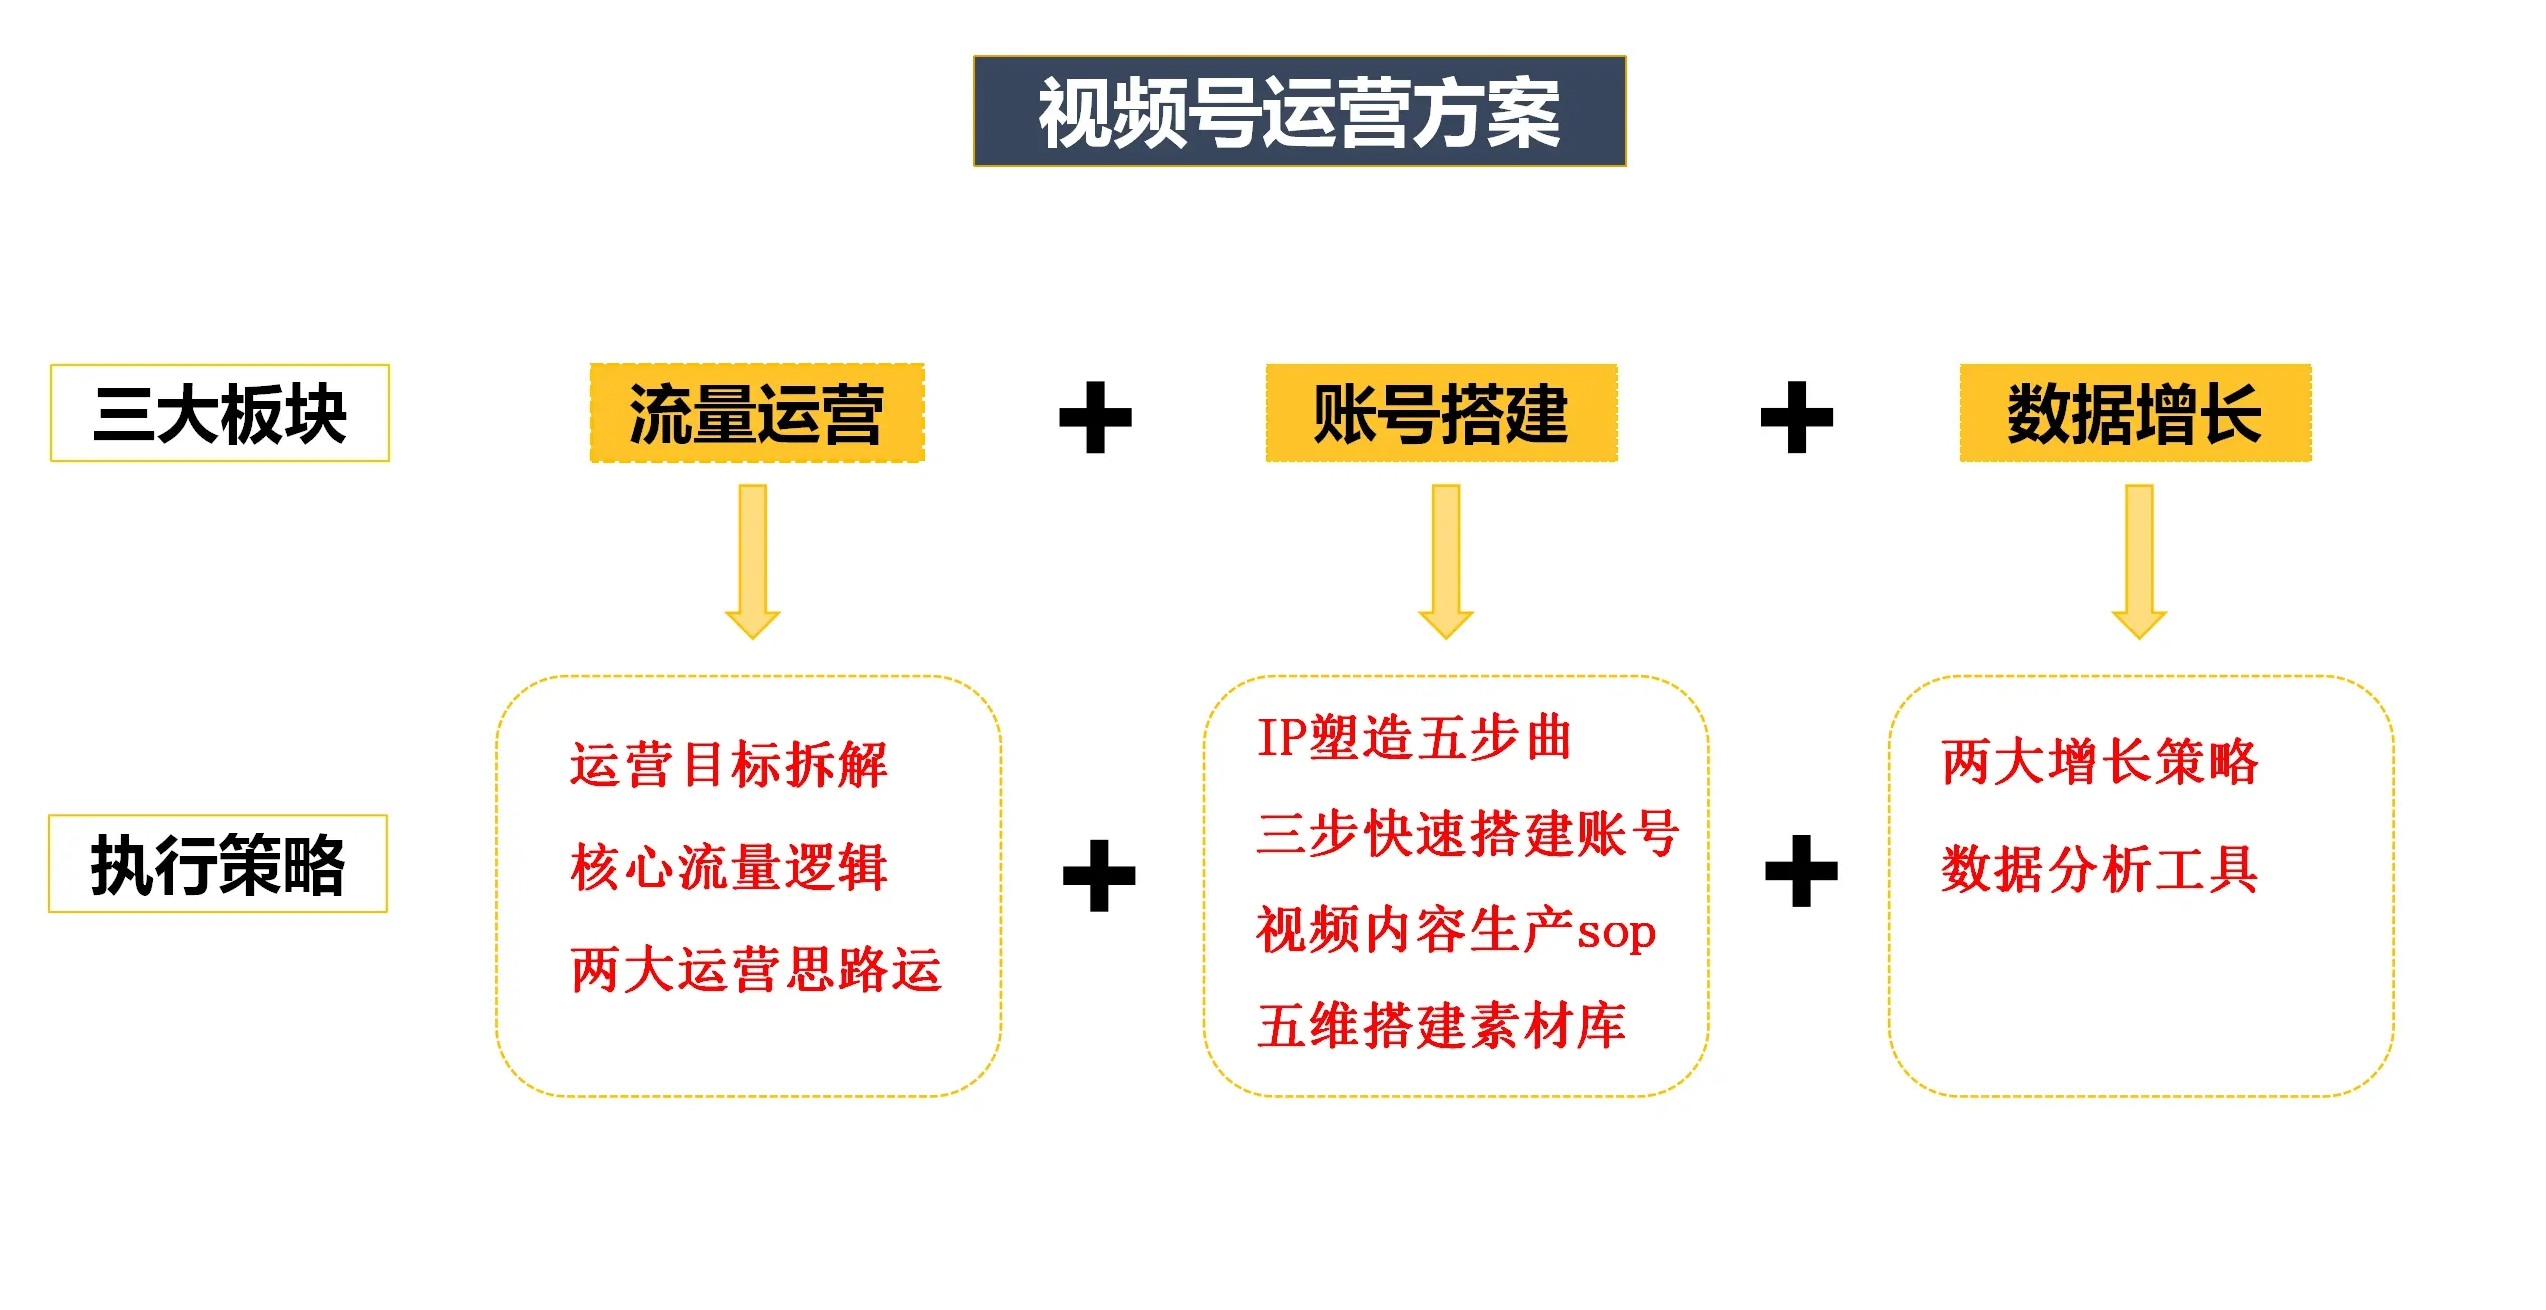 视频号运营方案
三大板块
流量运营
账号搭建
数据增长
执行策略
运营目标拆解
核心流量逻辑
两大运营思路运
IP塑造五步曲
三步快速搭建账号
视频内容生产sop
五维搭建素材库
两大增长策略
数据分析工具